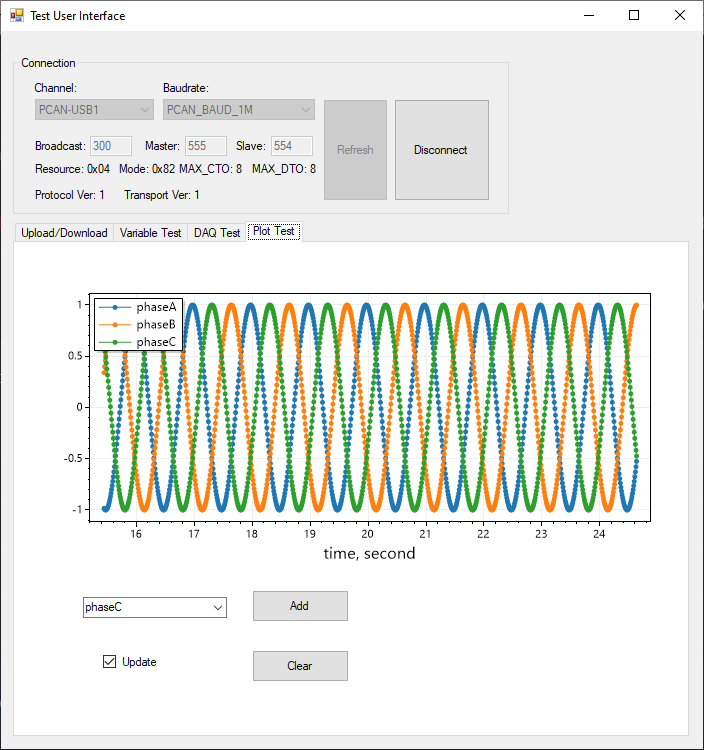 Test User Interface
Connection
Channel: Baudrate:
PCAN-USB1 PCAN_BAUD_1M
Refresh Disconnect
Broadcast: 300 Master: 555 Slave: 554
Resource: 0x04 Mode: 0x82 MAX_CTO: 8 MAX_DTO: 8
Protocol Ver: 1 Transport Ver: 1
Upload/Download Variable Test DAQ Test Plot Test
phaseA
phaseB
phaseC
1
0.5
0
-0.5
-1
16 17 18 19 20 21 22 23 24
time, second
phaseC Add
Update Clear